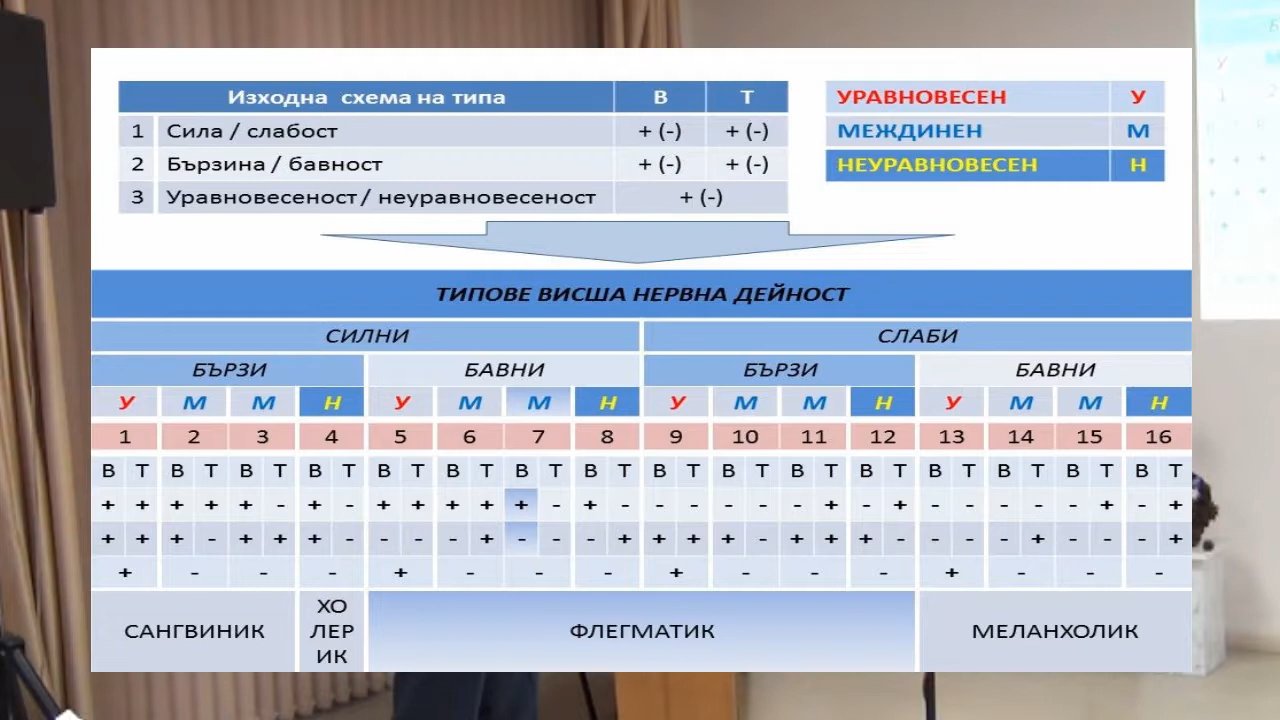 Изходна схема на типа В Т
1 Сила / слабост + (-) + (-)
2 Бързина / бавност + (-) + (-)
3 Уравновесеност / неуравновесеност + (-)
УРАВНОВЕСЕН У
МЕЖДИНЕН М
НЕУРАВНОВЕСЕН Н
ТИПОВЕ ВИСША НЕРВНА ДЕЙНОСТ
СИЛНИ СЛАБИ
БЪРЗИ БАВНИ БЪРЗИ БАВНИ
У М М Н У М М Н У М М Н У М М Н
1 2 3 4 5 6 7 8 9 10 11 12 13 14 15 16
В Т В Т В Т В Т В Т В Т В Т В Т В Т В Т В Т В Т В Т В Т В Т В Т
+ + + + + - + - + + + + + - + - - - - - - + - + - - - - - + - +
+ + + - + + + - - - - + - - - + + + + - + + + - - - - + - - - +
+ - - - + - - - + - - - + - - -
САНГВИНИК ХО ЛЕР ИК ФЛЕГМАТИК МЕЛАНХОЛИК